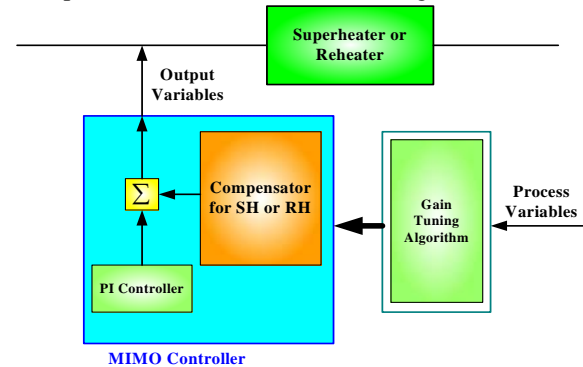 Superheater or
Reheater
Output
Variables
Σ
Compensator
for SH or RH
PI Controller
Gain
Tuning
Algorithm
Process
Variables
MIMO Controller